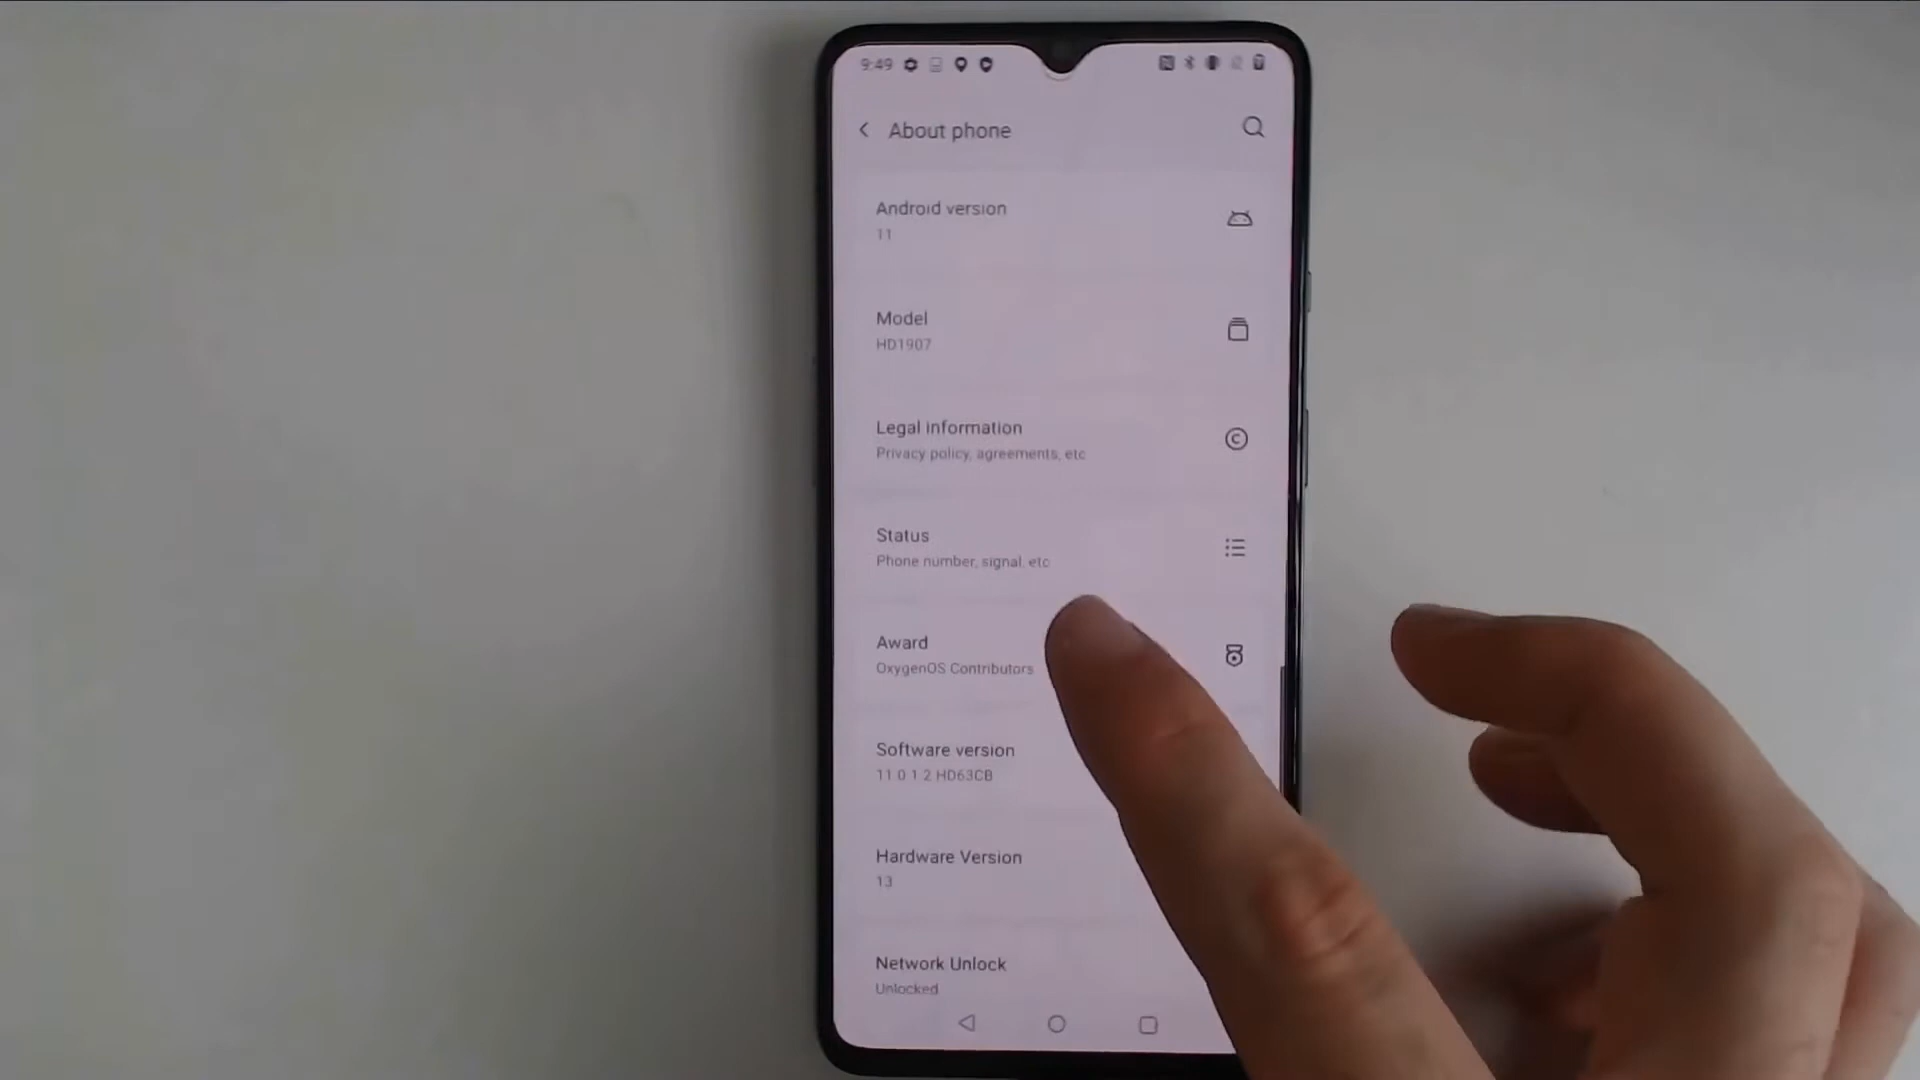 9:49
About phone
Android version
11
Model
HD1907
Legal information
Privacy policy, agreements, etc
Status
Phone number, signal, etc
Award
OxygenOS Contributors
Software version
11 0 1 2 HD63CB
Hardware Version
13
Network Unlock
Unlocked